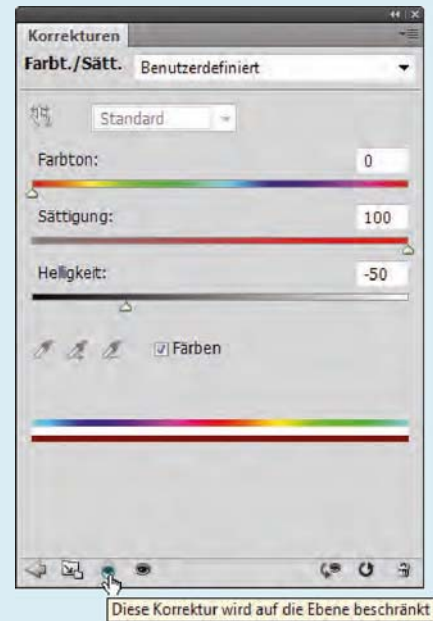 Korrekturen
Farbt./Sätt. Benutzerdefiniert
Standard
Farbton: 0
Sättigung: 100
Helligkeit: -50
Färben
Diese Korrektur wird auf die Ebene beschränkt